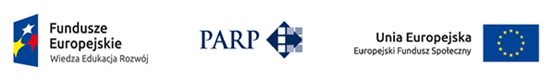 Fundusze
Europejskie
Wiedza Edukacja Rozwój
PARP
Unia Europejska
Europejski Fundusz Społeczny